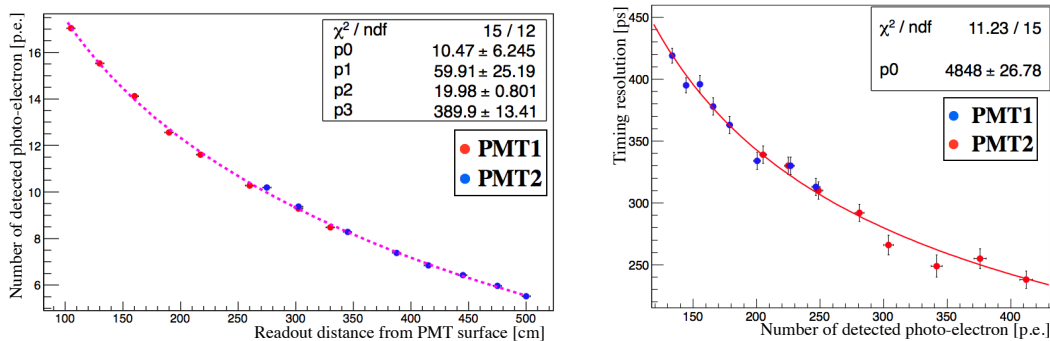 Number of detected photo-electron [p.e.]
16
14
12
10
8
6
χ² / ndf 15 / 12
p0 10.47 ± 6.245
p1 59.91 ± 25.19
p2 19.98 ± 0.801
p3 389.9 ± 13.41
PMT1
PMT2
100 150 200 250 300 350 400 450 500
Readout distance from PMT surface [cm]
Timing resolution [ps]
450
400
350
300
250
χ² / ndf 11.23 / 15
p0 4848 ± 26.78
PMT1
PMT2
150 200 250 300 350 400
Number of detected photo-electron [p.e.]